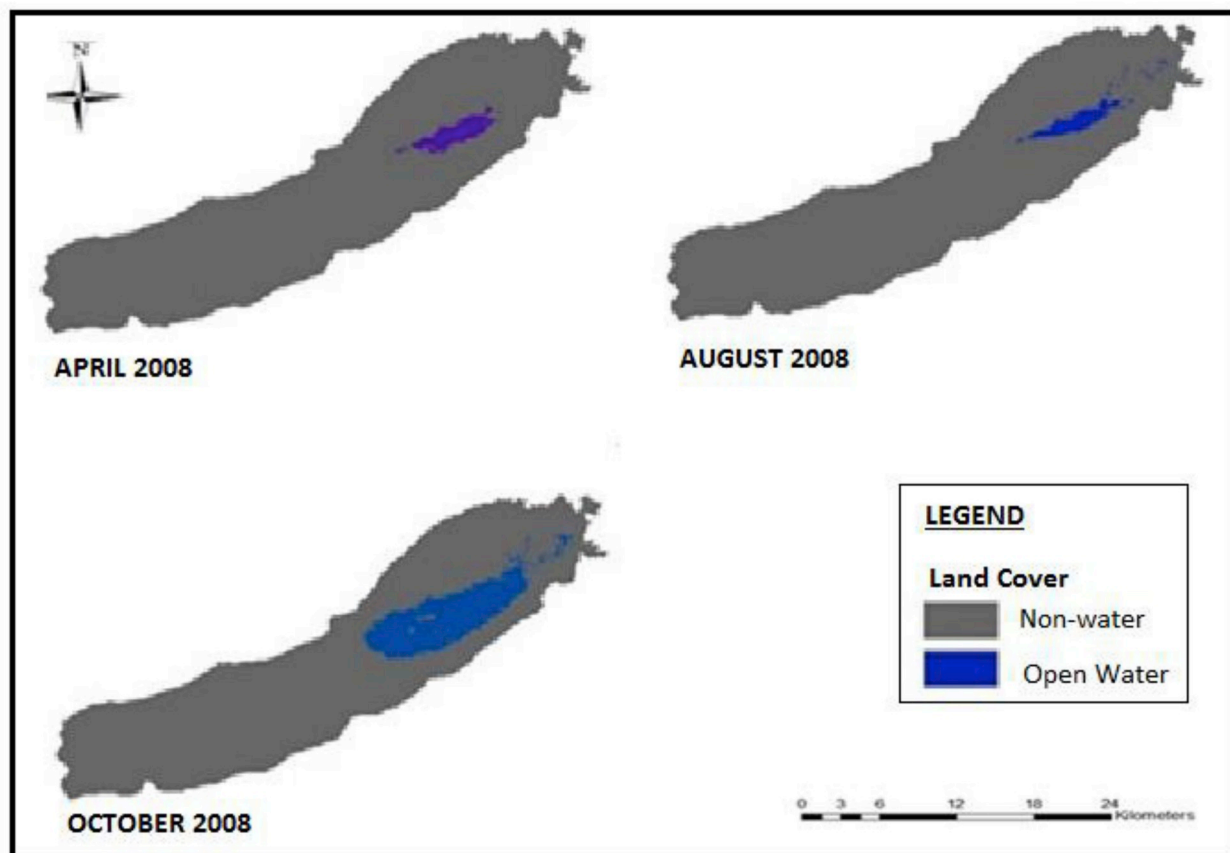 N
APRIL 2008
AUGUST 2008
LEGEND
Land Cover
Non-water
Open Water
OCTOBER 2008
0 3 6 12 18 24
Kilometers